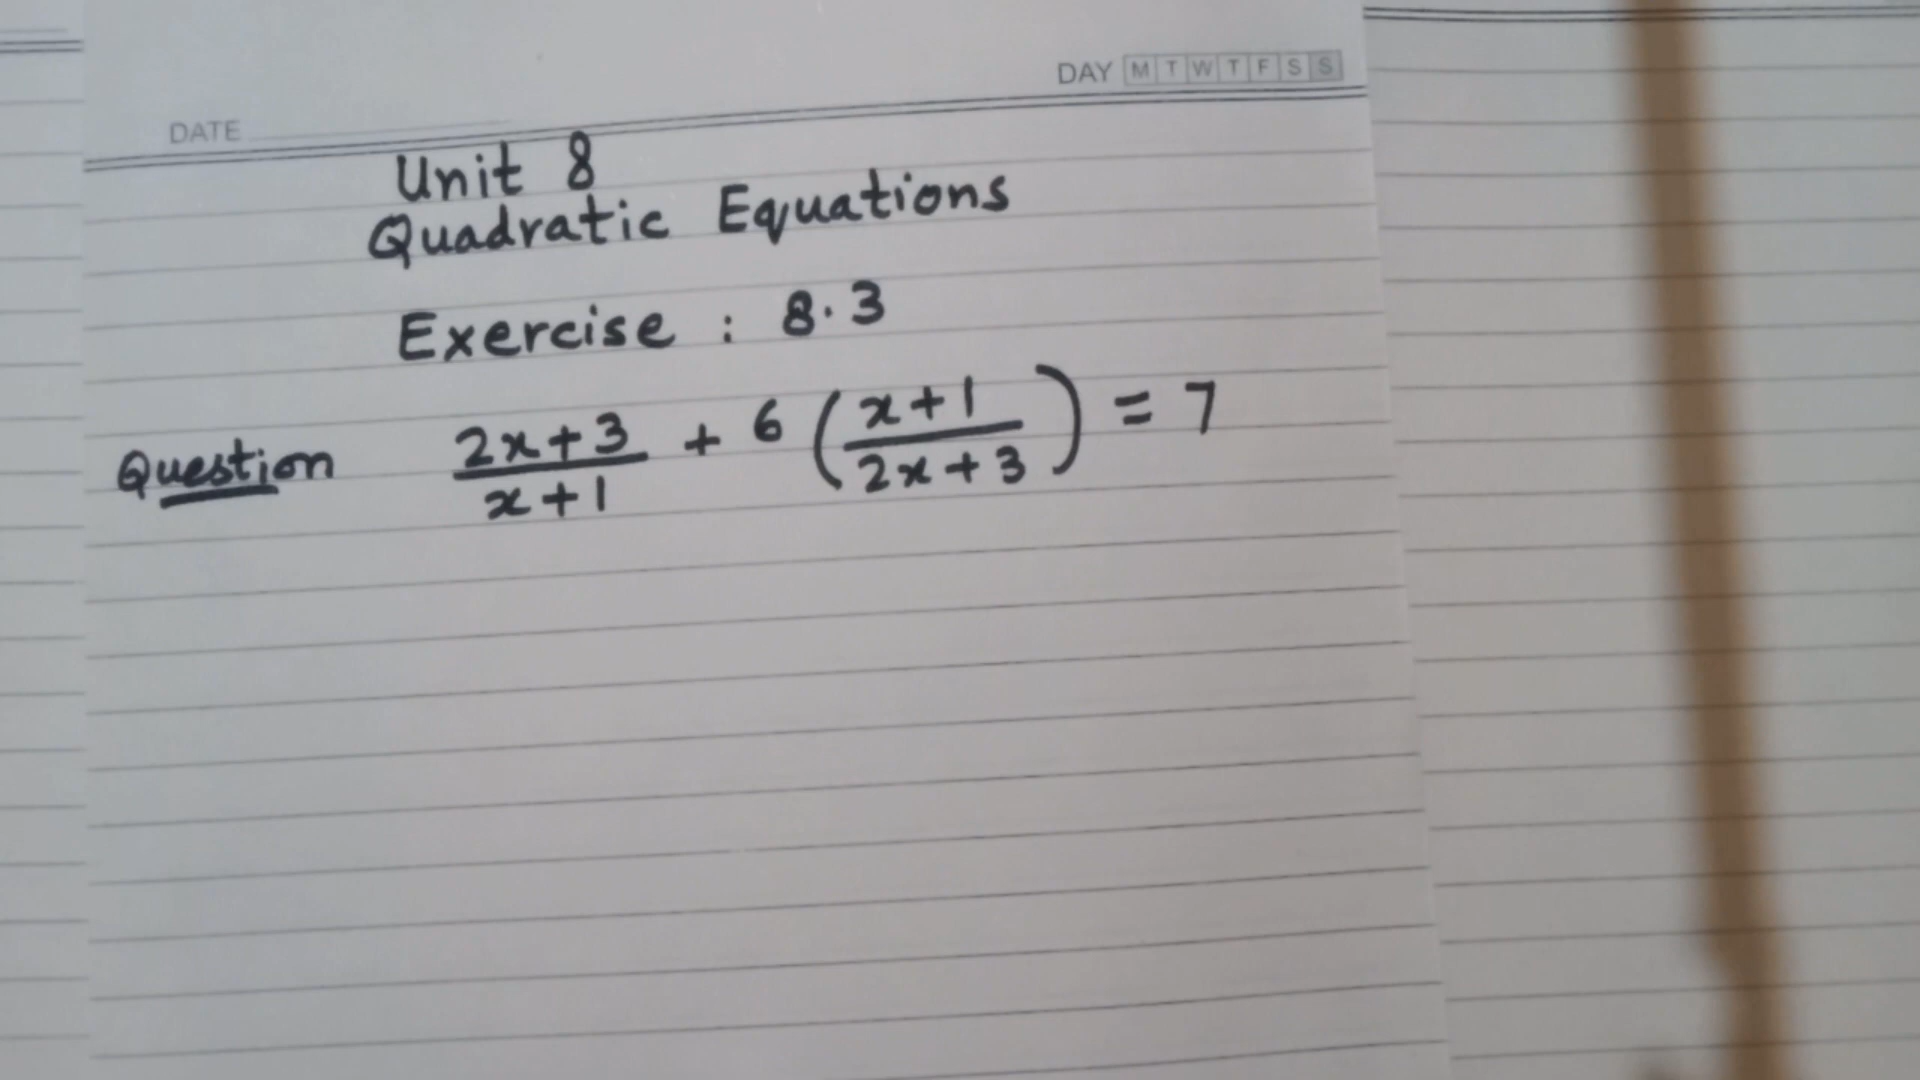 DAY M T W T F S S
DATE
Unit 8
Quadratic Equations
Exercise : 8.3
Question (2x+3)/(x+1) + 6 ((x+1)/(2x+3)) = 7